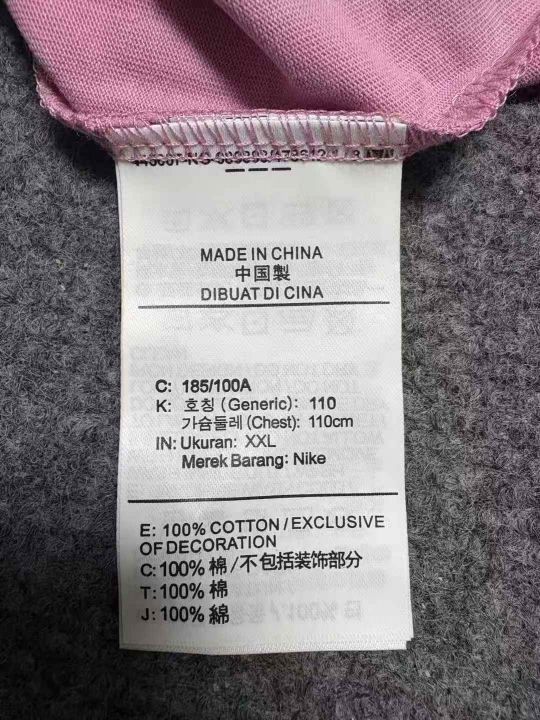 MADE IN CHINA
中国製
DIBUAT DI CINA
C: 185/100A
K: 호칭 (Generic): 110
가슴둘레 (Chest): 110cm
IN: Ukuran: XXL
Merek Barang: Nike
E: 100% COTTON / EXCLUSIVE
OF DECORATION
C: 100% 棉 / 不包括装饰部分
T: 100% 棉
J: 100% 綿